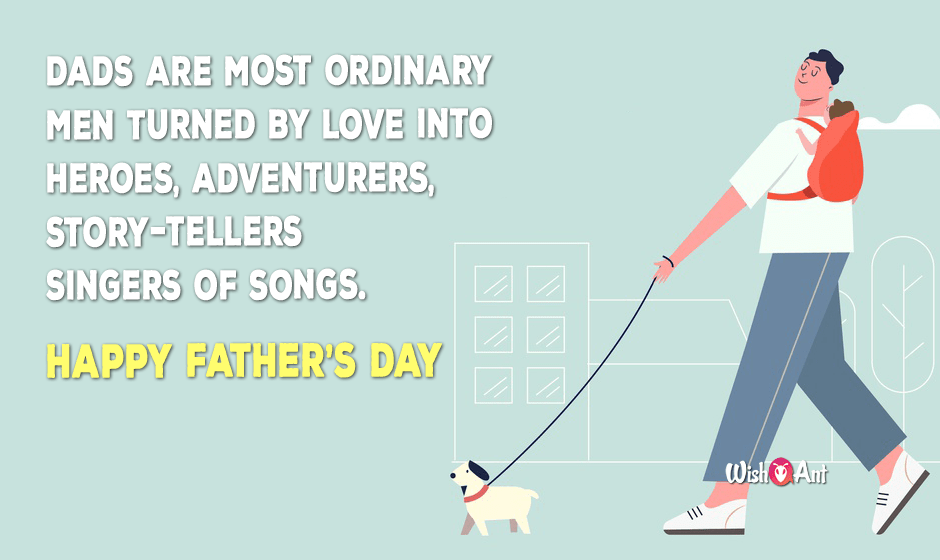 DADS ARE MOST ORDINARY
MEN TURNED BY LOVE INTO
HEROES, ADVENTURERS,
STORY-TELLERS
SINGERS OF SONGS.
HAPPY FATHER'S DAY
Wish Ant